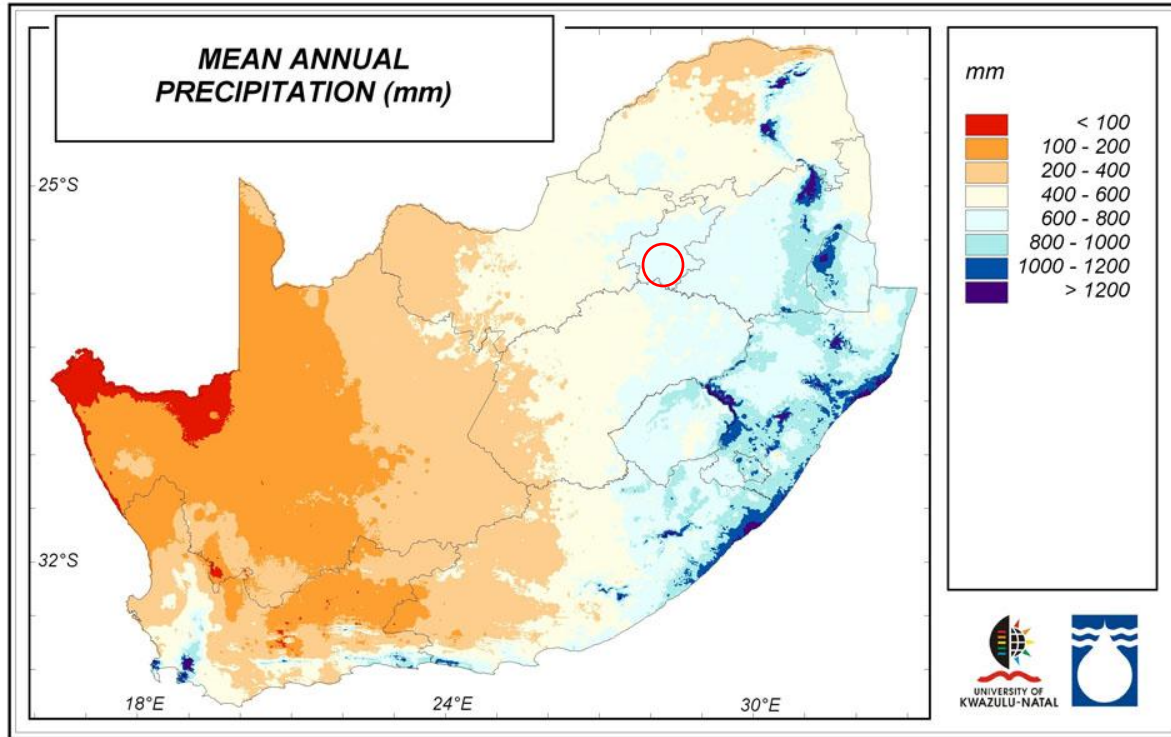 MEAN ANNUAL
PRECIPITATION (mm)
mm
< 100
100 - 200
200 - 400
400 - 600
600 - 800
800 - 1000
1000 - 1200
> 1200
25°S
32°S
18°E
24°E
30°E
UNIVERSITY OF
KWAZULU-NATAL